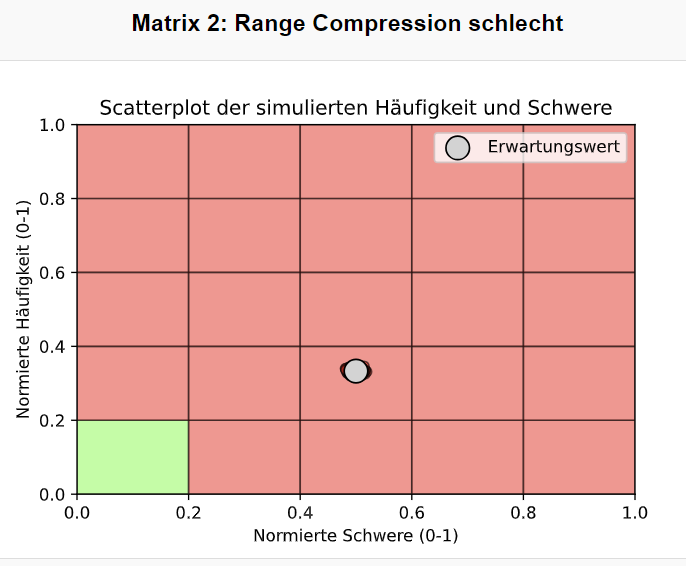 Matrix 2: Range Compression schlecht
Scatterplot der simulierten Häufigkeit und Schwere
Erwartungswert
Normierte Häufigkeit (0-1)
1.0
0.8
0.6
0.4
0.2
0.0
0.0 0.2 0.4 0.6 0.8 1.0
Normierte Schwere (0-1)